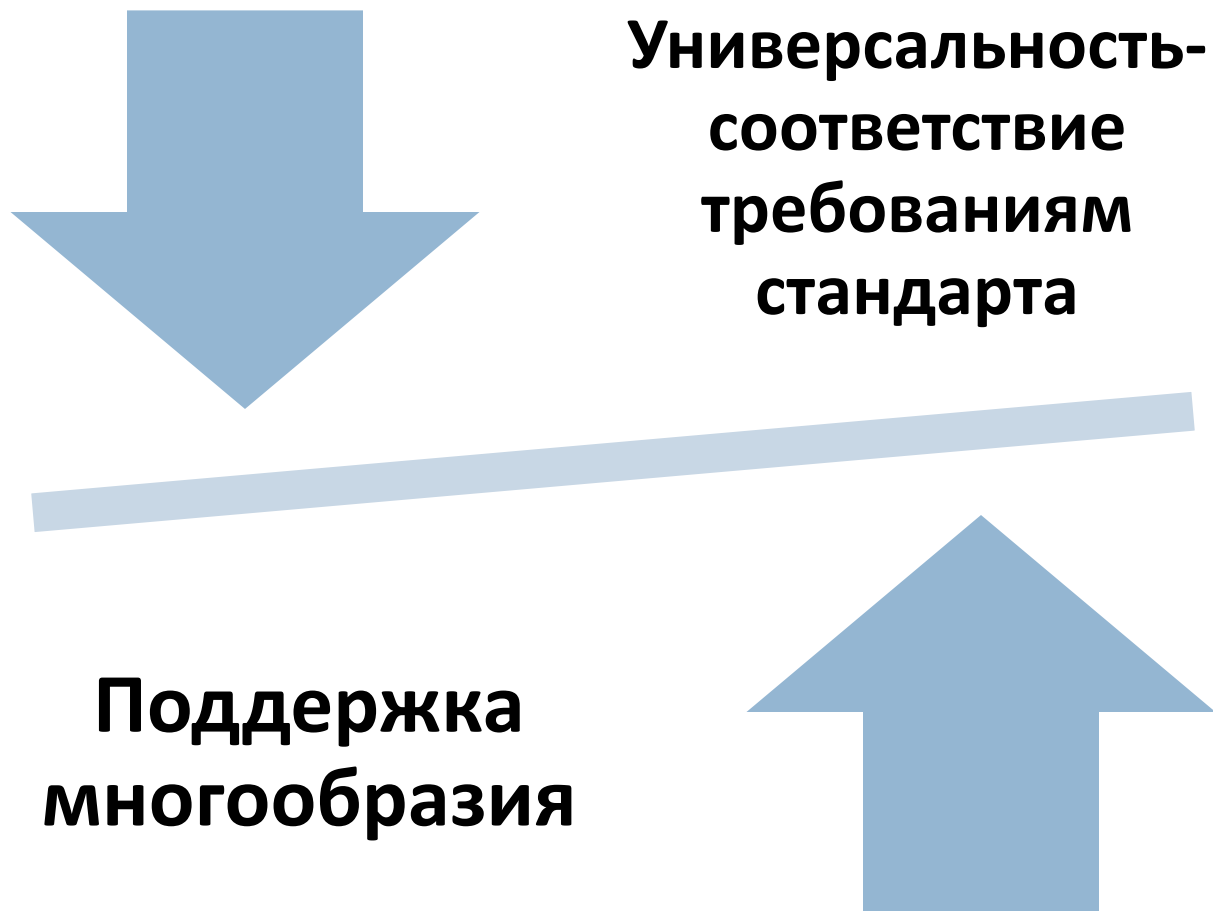 Универсальность-
соответствие
требованиям
стандарта
Поддержка
многообразия